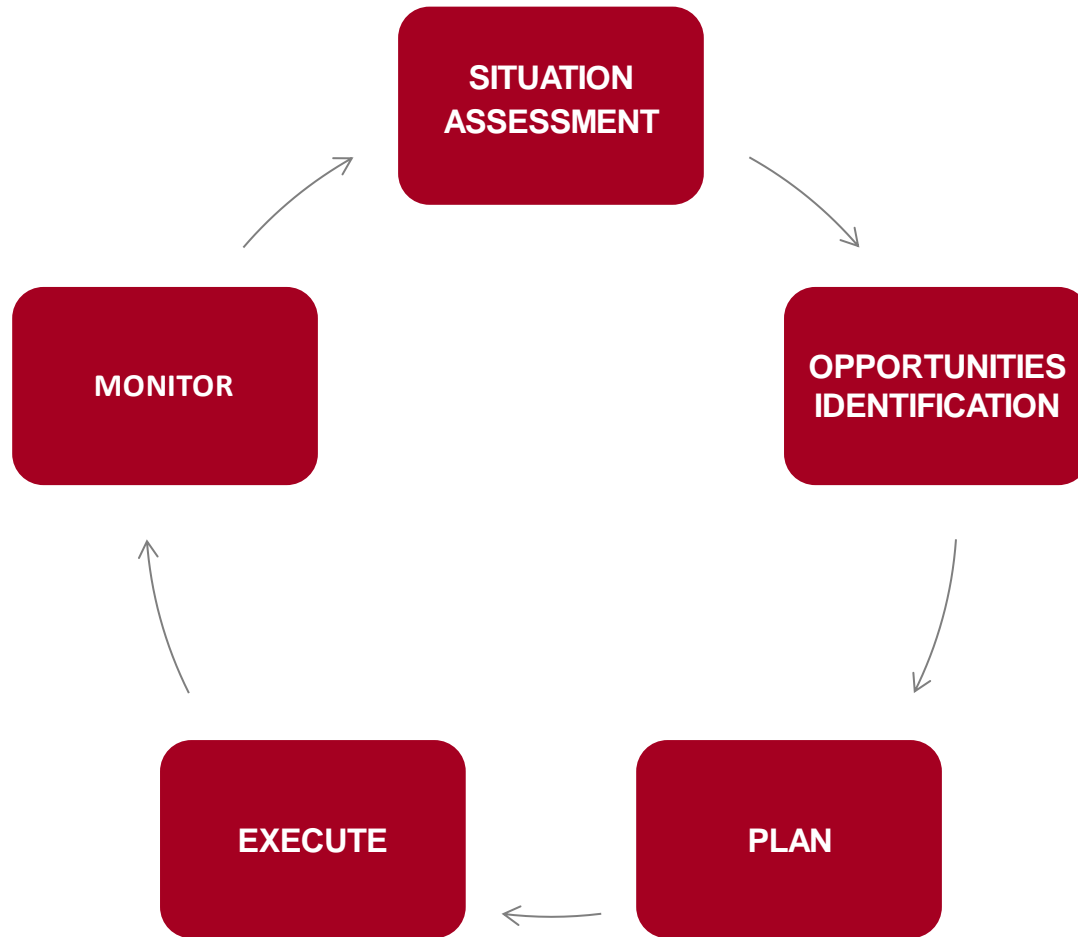 SITUATION
ASSESSMENT
OPPORTUNITIES
IDENTIFICATION
PLAN
EXECUTE
MONITOR